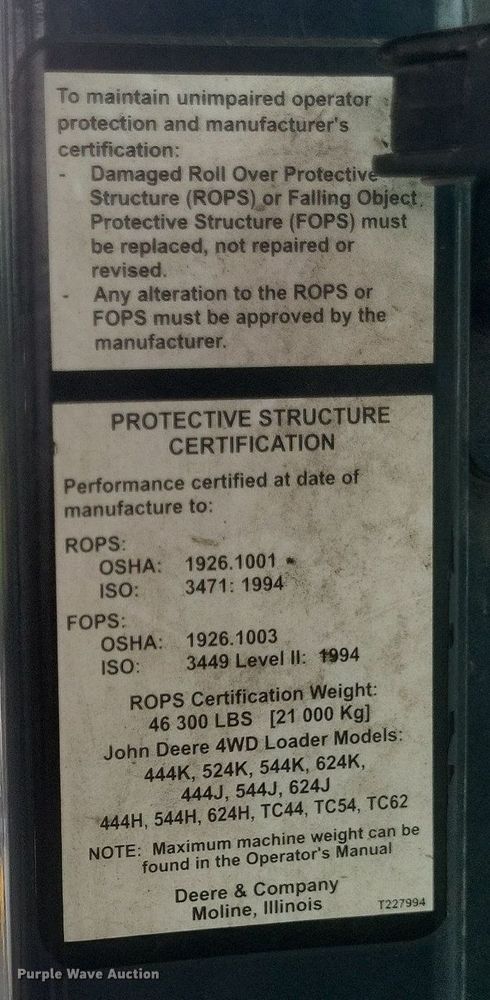 To maintain unimpaired operator
protection and manufacturer's
certification:
- Damaged Roll Over Protective
Structure (ROPS) or Falling Object
Protective Structure (FOPS) must
be replaced, not repaired or
revised.
- Any alteration to the ROPS or
FOPS must be approved by the
manufacturer.
PROTECTIVE STRUCTURE
CERTIFICATION
Performance certified at date of
manufacture to:
ROPS:
OSHA: 1926.1001
ISO: 3471: 1994
FOPS:
OSHA: 1926.1003
ISO: 3449 Level II: 1994
ROPS Certification Weight:
46 300 LBS [21 000 Kg]
John Deere 4WD Loader Models:
444K, 524K, 544K, 624K,
444J, 544J, 624J
444H, 544H, 624H, TC44, TC54, TC62
NOTE: Maximum machine weight can be
found in the Operator's Manual
Deere & Company
Moline, Illinois T227994
Purple Wave Auction